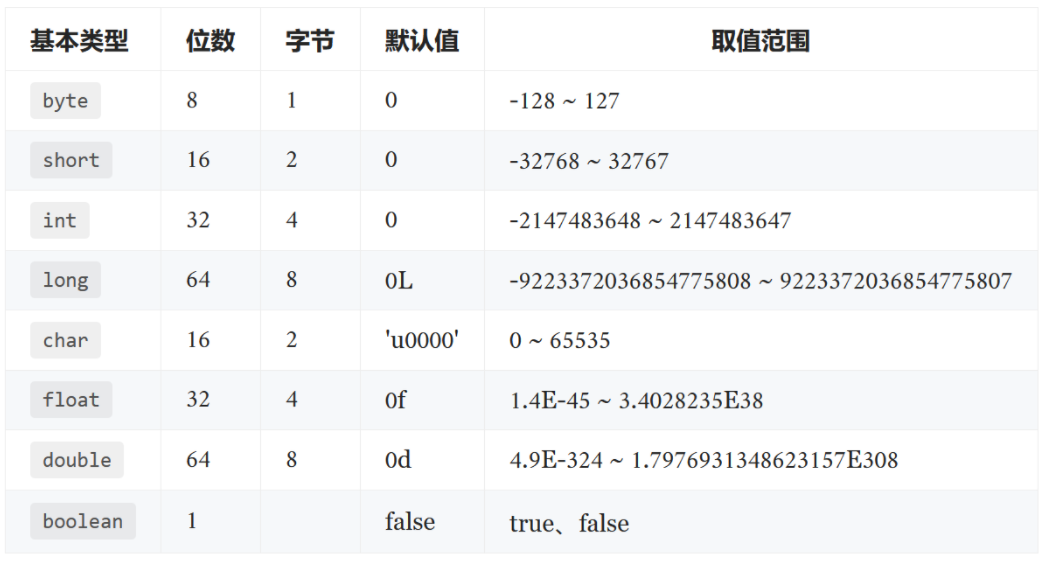 基本类型 位数 字节 默认值 取值范围
byte 8 1 0 -128 ~ 127
short 16 2 0 -32768 ~ 32767
int 32 4 0 -2147483648 ~ 2147483647
long 64 8 0L -9223372036854775808 ~ 9223372036854775807
char 16 2 'u0000' 0 ~ 65535
float 32 4 0f 1.4E-45 ~ 3.4028235E38
double 64 8 0d 4.9E-324 ~ 1.7976931348623157E308
boolean 1 false true、false